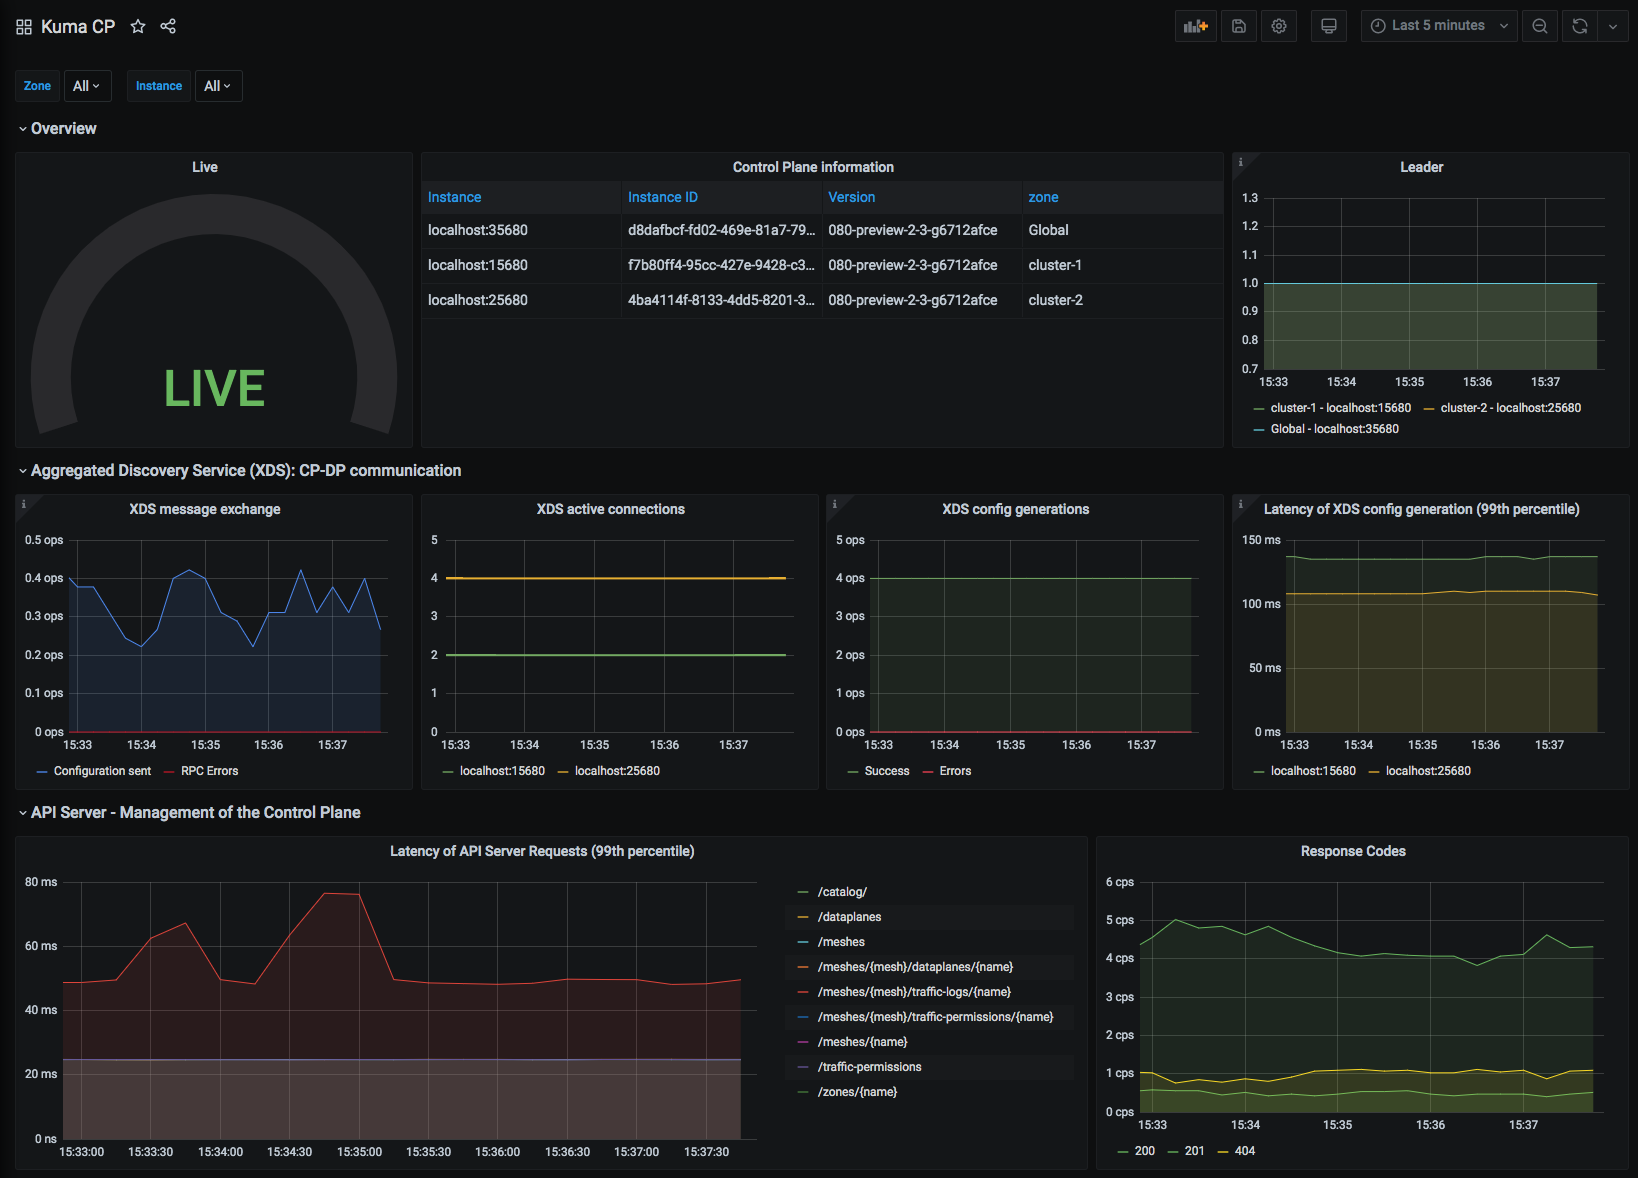 Kuma CP
Last 5 minutes
Zone All Instance All
Overview
Live
LIVE
Control Plane information
Instance Instance ID Version zone
localhost:35680 d8dafbcf-fd02-469e-81a7-79... 080-preview-2-3-g6712afce Global
localhost:15680 f7b80ff4-95cc-427e-9428-c3... 080-preview-2-3-g6712afce cluster-1
localhost:25680 4ba4114f-8133-4dd5-8201-3... 080-preview-2-3-g6712afce cluster-2
i
Leader
1.3
1.2
1.1
1.0
0.9
0.8
0.7
15:33 15:34 15:35 15:36 15:37
cluster-1 - localhost:15680 cluster-2 - localhost:25680
Global - localhost:35680
Aggregated Discovery Service (XDS): CP-DP communication
i
XDS message exchange
0.5 ops
0.4 ops
0.3 ops
0.2 ops
0.1 ops
0 ops
15:33 15:34 15:35 15:36 15:37
Configuration sent RPC Errors
XDS active connections
5
4
3
2
1
0
15:33 15:34 15:35 15:36 15:37
localhost:15680 localhost:25680
i
XDS config generations
5 ops
4 ops
3 ops
2 ops
1 ops
0 ops
15:33 15:34 15:35 15:36 15:37
Success Errors
i
Latency of XDS config generation (99th percentile)
150 ms
100 ms
50 ms
0 ms
15:33 15:34 15:35 15:36 15:37
localhost:15680 localhost:25680
API Server - Management of the Control Plane
Latency of API Server Requests (99th percentile)
80 ms
60 ms
40 ms
20 ms
0 ns
15:33:00 15:33:30 15:34:00 15:34:30 15:35:00 15:35:30 15:36:00 15:36:30 15:37:00 15:37:30
/catalog/
/dataplanes
/meshes
/meshes/{mesh}/dataplanes/{name}
/meshes/{mesh}/traffic-logs/{name}
/meshes/{mesh}/traffic-permissions/{name}
/meshes/{name}
/traffic-permissions
/zones/{name}
Response Codes
6 cps
5 cps
4 cps
3 cps
2 cps
1 cps
0 cps
15:33 15:34 15:35 15:36 15:37
200 201 404